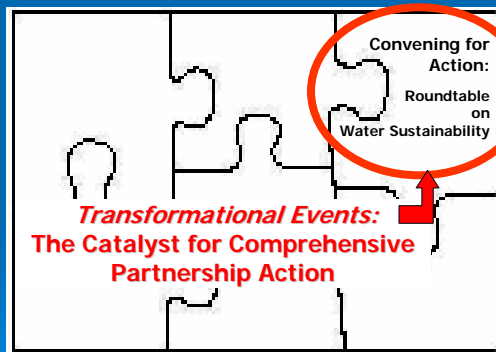 Convening for
Action:
Roundtable
on
Water Sustainability
Transformational Events:
The Catalyst for Comprehensive
Partnership Action